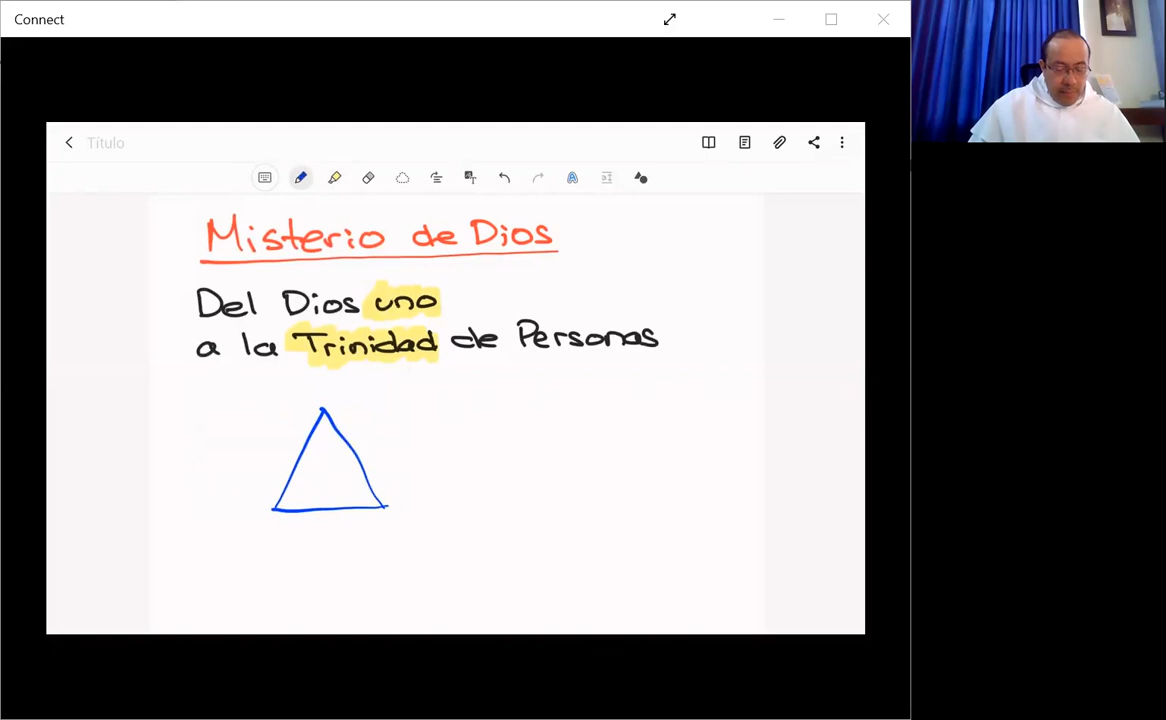 Connect
Título
Misterio de Dios
Del Dios uno
a la Trinidad de Personas